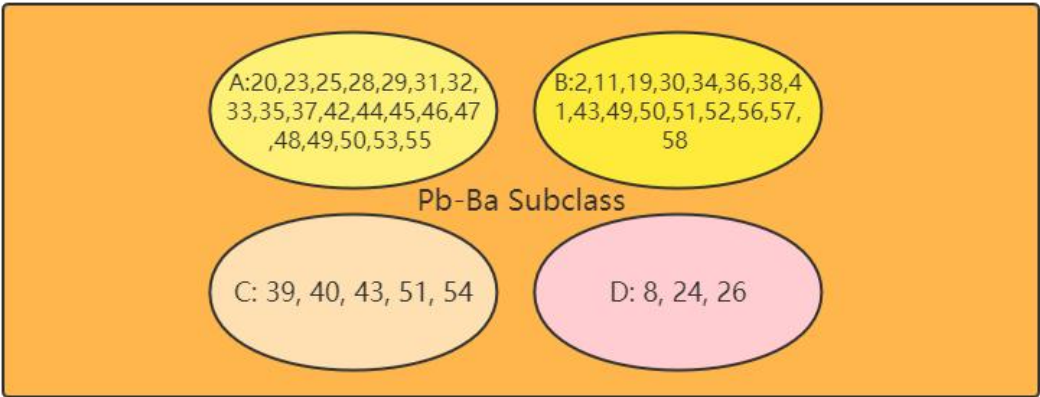 A:20,23,25,28,29,31,32,
33,35,37,42,44,45,46,47
,48,49,50,53,55
B:2,11,19,30,34,36,38,4
1,43,49,50,51,52,56,57,
58
Pb-Ba Subclass
C: 39, 40, 43, 51, 54
D: 8, 24, 26